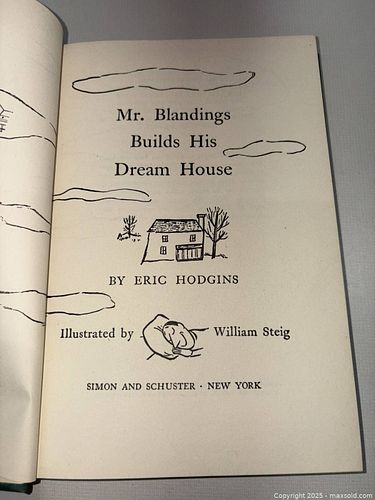 Mr. Blandings
Builds His
Dream House
BY ERIC HODGINS
Illustrated by William Steig
SIMON AND SCHUSTER · NEW YORK
Copyright 2025 - maxsold.com